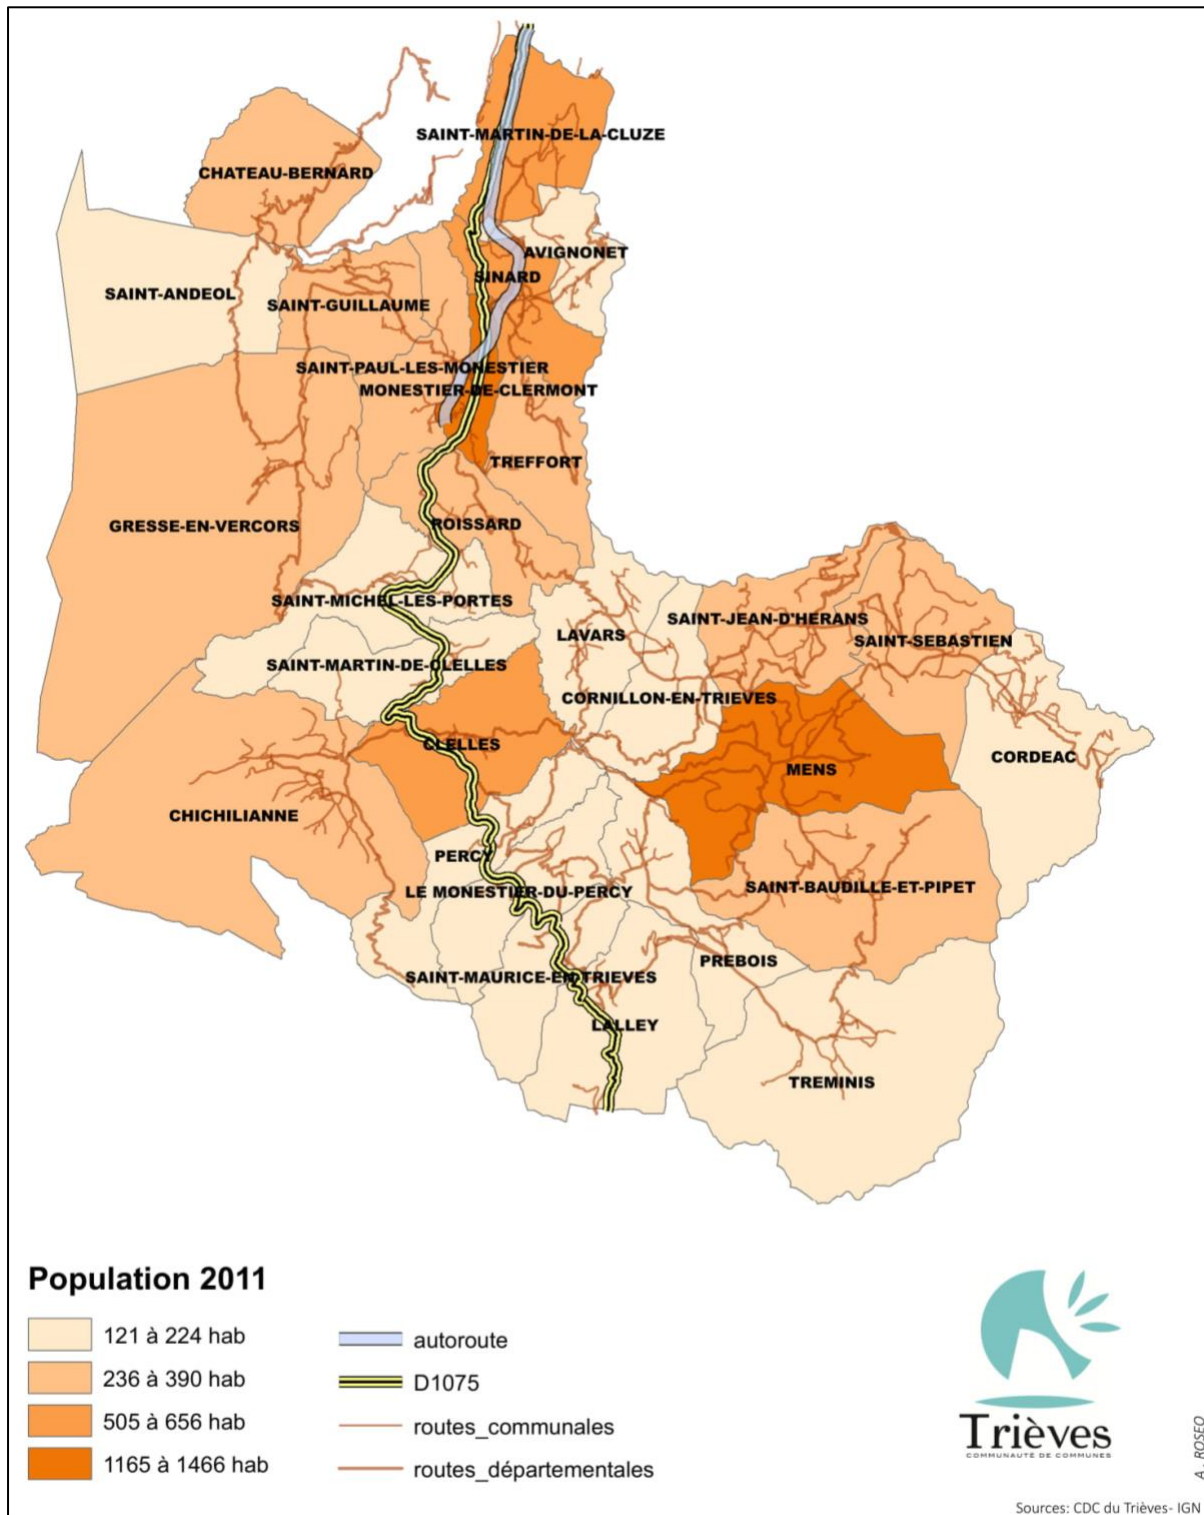 SAINT-MARTIN-DE-LA-CLUZE
CHATEAU-BERNARD
AVIGNONET
SINARD
SAINT-ANDEOL
SAINT-GUILLAUME
SAINT-PAUL-LES-MONESTIER
MONESTIER-DE-CLERMONT
TREFFORT
GRESSE-EN-VERCORS
ROISSARD
SAINT-MICHEL-LES-PORTES
SAINT-JEAN-D'HERANS
LAVARS
SAINT-SEBASTIEN
SAINT-MARTIN-DE-CLELLES
CORNILLON-EN-TRIEVES
CLELLES
CORDEAC
MENS
CHICHILIANNE
PERCY
LE MONESTIER-DU-PERCY
SAINT-BAUDILLE-ET-PIPET
PREBOIS
SAINT-MAURICE-EN-TRIEVES
LALLEY
TREMINIS
Population 2011
121 à 224 hab
236 à 390 hab
505 à 656 hab
1165 à 1466 hab
autoroute
D1075
routes_communales
routes_départementales
Trièves
COMMUNAUTÉ DE COMMUNES
A . ROSEO
Sources: CDC du Trièves- IGN